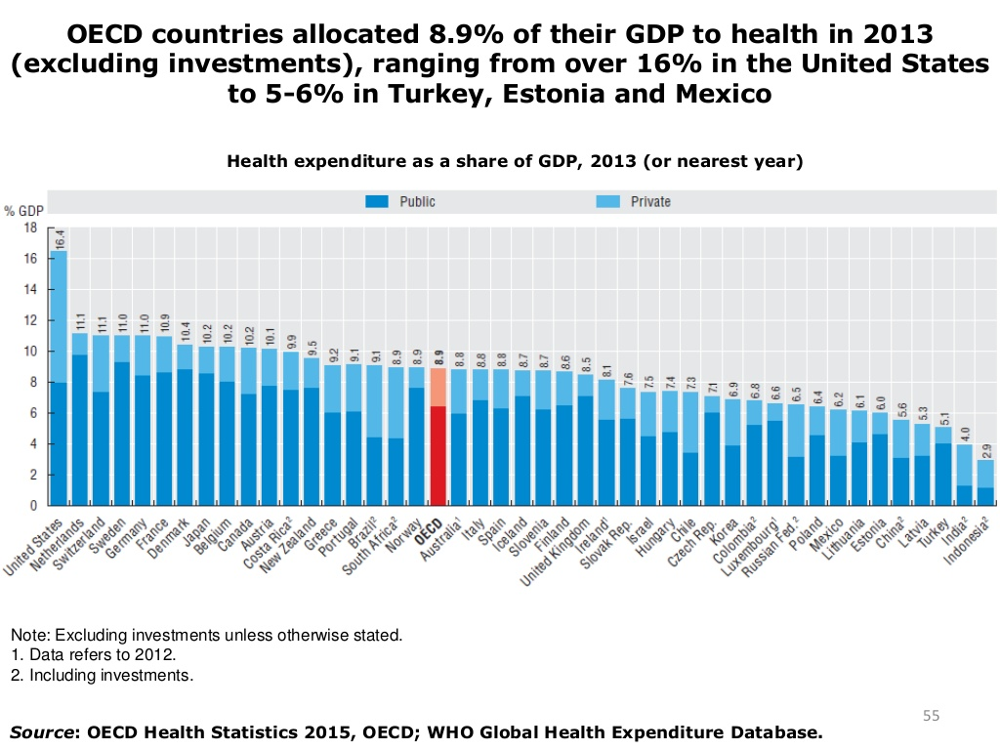 OECD countries allocated 8.9% of their GDP to health in 2013
(excluding investments), ranging from over 16% in the United States
to 5-6% in Turkey, Estonia and Mexico
Health expenditure as a share of GDP, 2013 (or nearest year)
Public
Private
% GDP
18
16
14
12
10
8
6
4
2
0
16.4
11.1
11.1
11.0
11.0
10.9
10.4
10.2
10.2
10.2
10.1
9.9
9.5
9.2
9.1
9.1
8.9
8.9
8.9
8.8
8.8
8.8
8.7
8.7
8.6
8.5
8.1
7.6
7.5
7.4
7.3
7.1
6.9
6.8
6.6
6.5
6.4
6.2
6.1
6.0
5.6
5.3
5.1
4.0
2.9
United States
Netherlands
Switzerland
Sweden
Germany
France
Denmark
Japan
Belgium
Canada
Austria
Costa Rica²
New Zealand
Greece
Portugal
Brazil²
South Africa²
Norway
OECD
Australia¹
Italy
Spain
Iceland
Slovenia
Finland
United Kingdom
Ireland¹
Slovak Rep.
Israel
Hungary
Chile
Czech Rep.
Korea
Colombia²
Luxembourg¹
Russian Fed.²
Poland
Mexico
Lithuania
Estonia
China²
Latvia
Turkey
India²
Indonesia²
Note: Excluding investments unless otherwise stated.
1. Data refers to 2012.
2. Including investments.
55
Source: OECD Health Statistics 2015, OECD; WHO Global Health Expenditure Database.